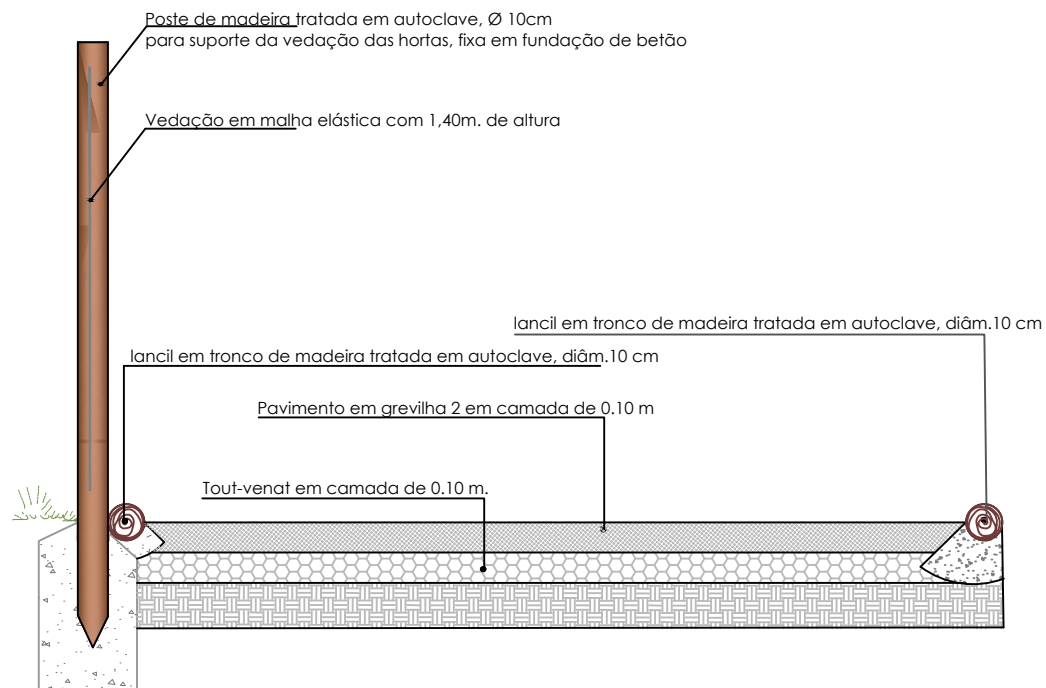 Poste de madeira tratada em autoclave, Ø 10cm
para suporte da vedação das hortas, fixa em fundação de betão
Vedação em malha elástica com 1,40m. de altura
lancil em tronco de madeira tratada em autoclave, diâm.10 cm
lancil em tronco de madeira tratada em autoclave, diâm.10 cm
Pavimento em grevilha 2 em camada de 0.10 m
Tout-venat em camada de 0.10 m.